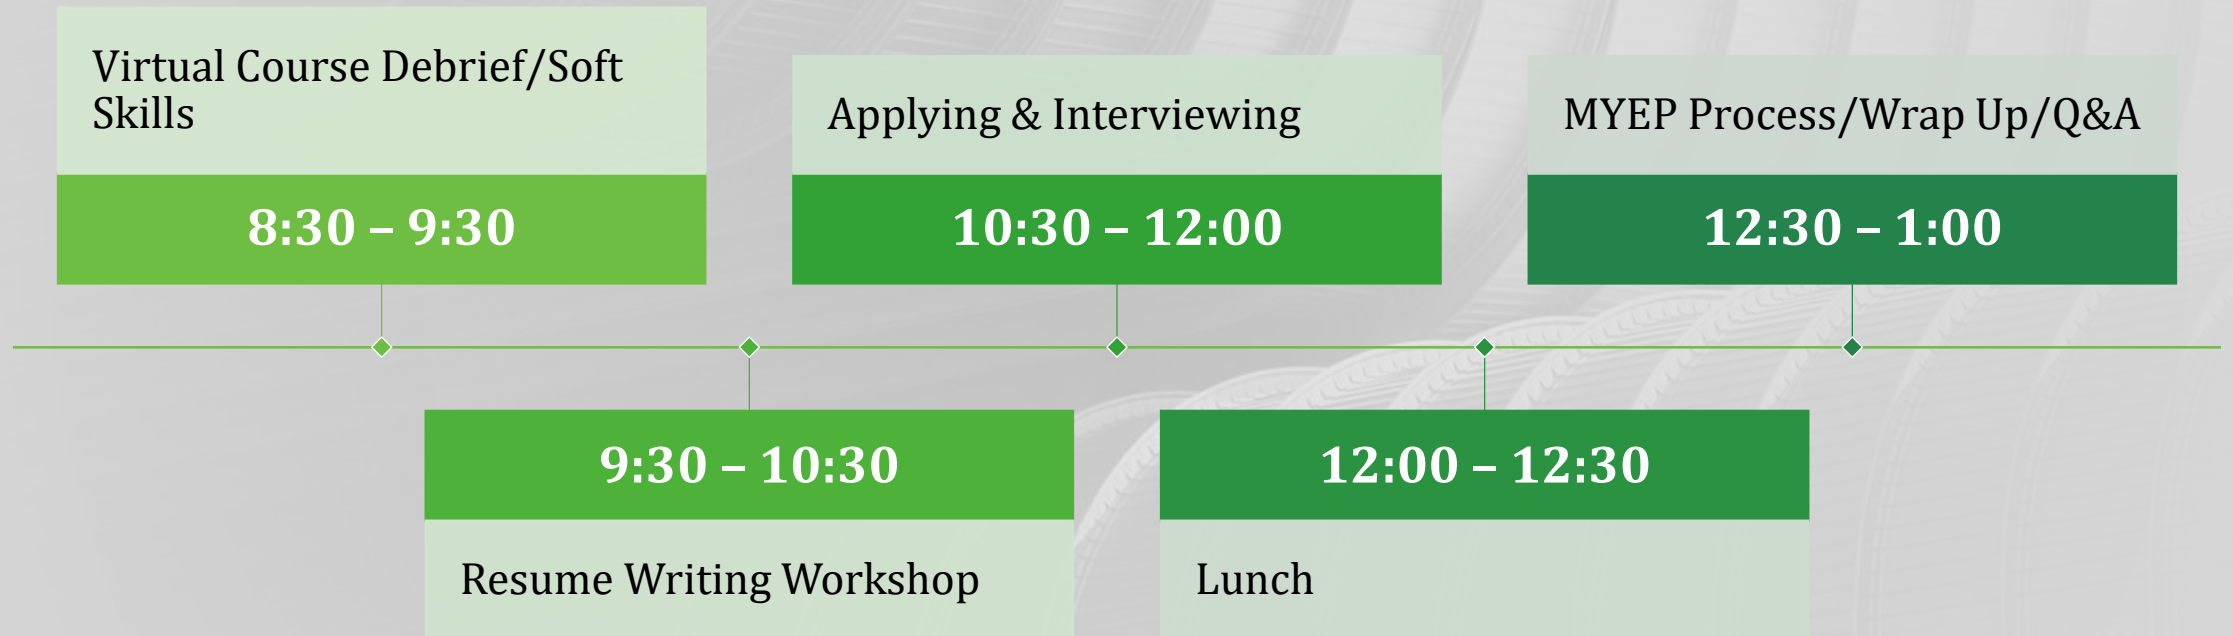 Virtual Course Debrief/Soft
Skills
8:30 – 9:30
9:30 – 10:30
Resume Writing Workshop
Applying & Interviewing
10:30 – 12:00
12:00 – 12:30
Lunch
MYEP Process/Wrap Up/Q&A
12:30 – 1:00